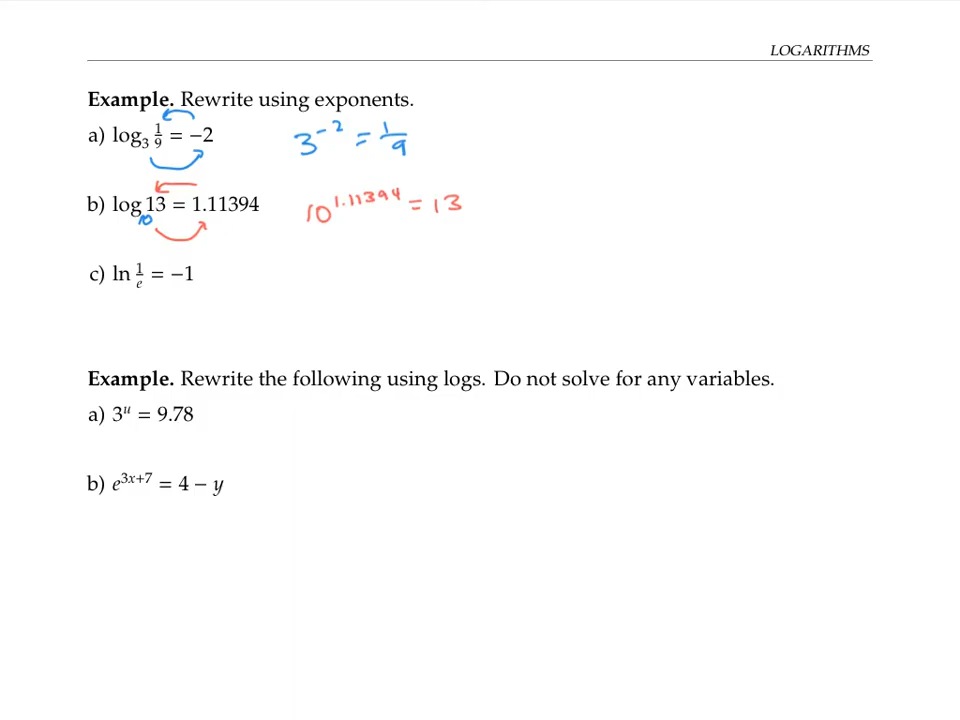 LOGARITHMS
Example. Rewrite using exponents.
a) log₃ 1/9 = −2 3⁻² = 1/9
b) log 13 = 1.11394 10^1.11394 = 13
10
c) ln 1/e = −1
Example. Rewrite the following using logs. Do not solve for any variables.
a) 3^u = 9.78
b) e^(3x+7) = 4 − y